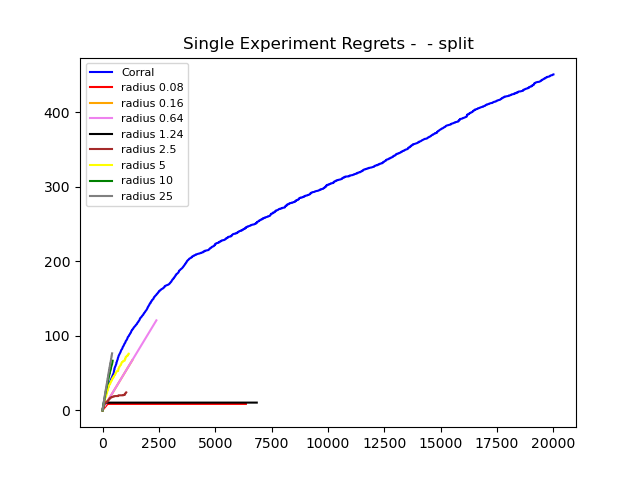 Single Experiment Regrets -  - split
Corral
radius 0.08
radius 0.16
radius 0.64
radius 1.24
radius 2.5
radius 5
radius 10
radius 25
400
300
200
100
0
0 2500 5000 7500 10000 12500 15000 17500 20000